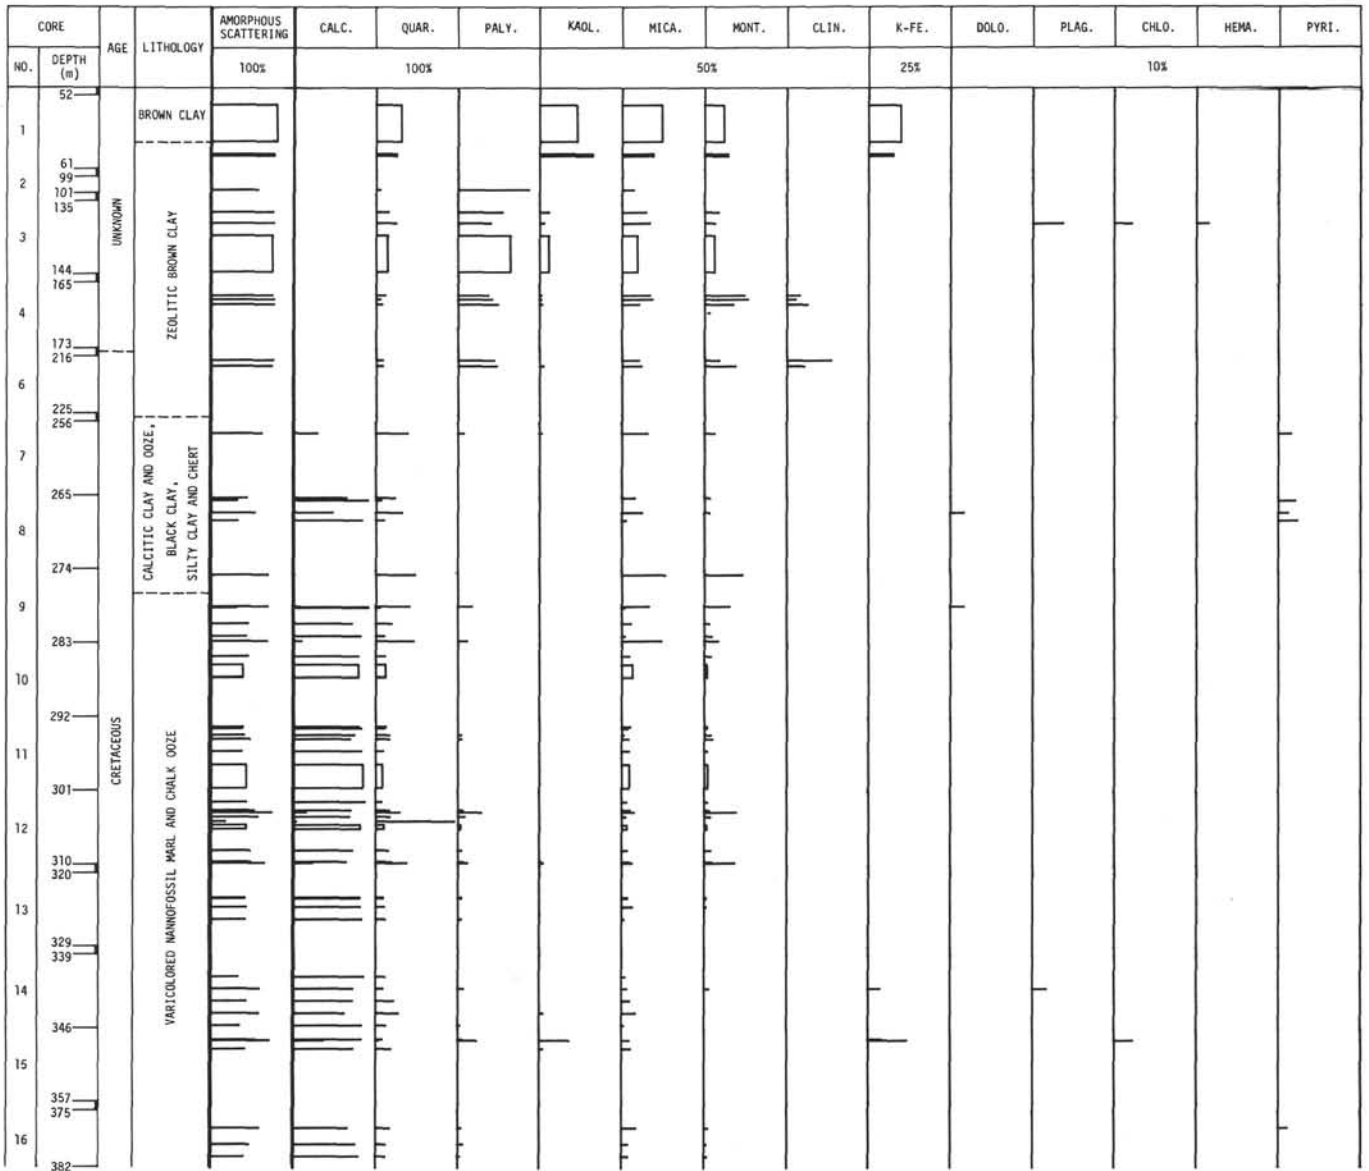 CORE
AGE
LITHOLOGY
AMORPHOUS
SCATTERING
CALC.
QUAR.
PALY.
KAOL.
MICA.
MONT.
CLIN.
K-FE.
DOLO.
PLAG.
CHLO.
HEMA.
PYRI.
NO.
DEPTH
(m)
100%
100%
50%
25%
10%
52
BROWN CLAY
1
61
99
2
101
135
UNKNOWN
ZEOLITIC BROWN CLAY
3
144
165
4
173
216
6
225
256
CALCITIC CLAY AND OOZE,
BLACK CLAY,
SILTY CLAY AND CHERT
7
265
8
274
9
283
10
292
CRETACEOUS
VARICOLORED NANNOFOSSIL MARL AND CHALK OOZE
11
301
12
310
320
13
329
339
14
346
15
357
375
16
382